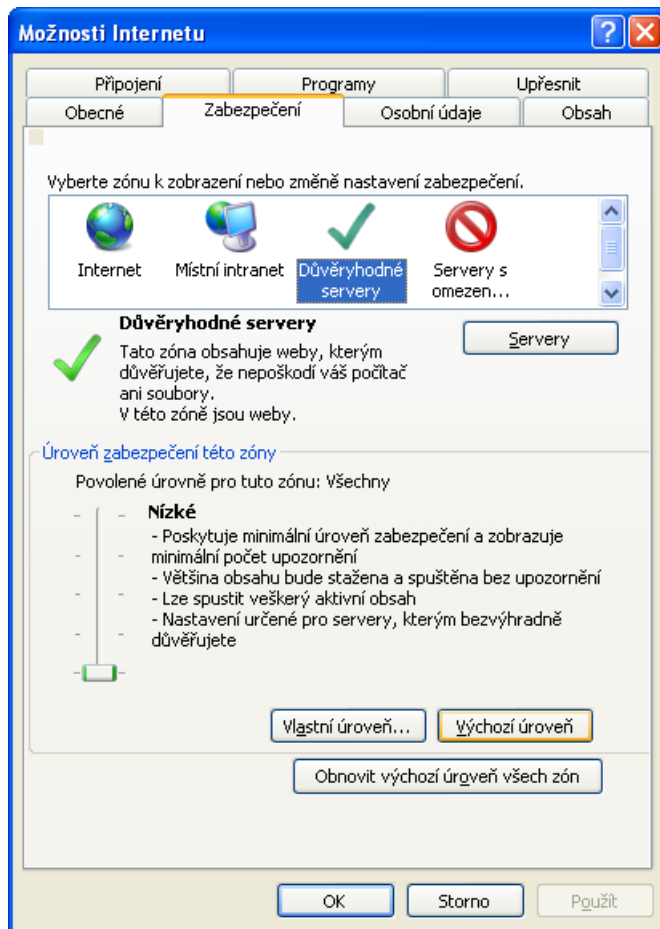 Možnosti Internetu
Připojení Programy Upřesnit
Obecné Zabezpečení Osobní údaje Obsah
Vyberte zónu k zobrazení nebo změně nastavení zabezpečení.
Internet Místní intranet Důvěryhodné servery Servery s omezen...
Důvěryhodné servery
Servery
Tato zóna obsahuje weby, kterým
důvěřujete, že nepoškodí váš počítač
ani soubory.
V této zóně jsou weby.
Úroveň zabezpečení této zóny
Povolené úrovně pro tuto zónu: Všechny
Nízké
- Poskytuje minimální úroveň zabezpečení a zobrazuje
minimální počet upozornění
- Většina obsahu bude stažena a spuštěna bez upozornění
- Lze spustit veškerý aktivní obsah
- Nastavení určené pro servery, kterým bezvýhradně
důvěřujete
Vlastní úroveň... Výchozí úroveň
Obnovit výchozí úroveň všech zón
OK Storno Použít